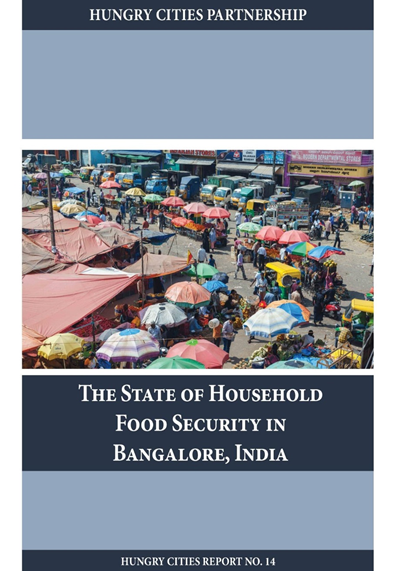 HUNGRY CITIES PARTNERSHIP
THE STATE OF HOUSEHOLD
FOOD SECURITY IN
BANGALORE, INDIA
HUNGRY CITIES REPORT NO. 14